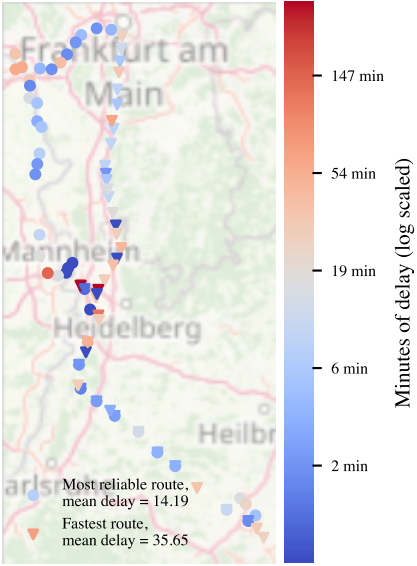 Frankfurt am
Main
Mannheim
Heidelberg
Heilbr
arlsruhe
Most reliable route,
mean delay = 14.19
Fastest route,
mean delay = 35.65
147 min
54 min
19 min
6 min
2 min
Minutes of delay (log scaled)